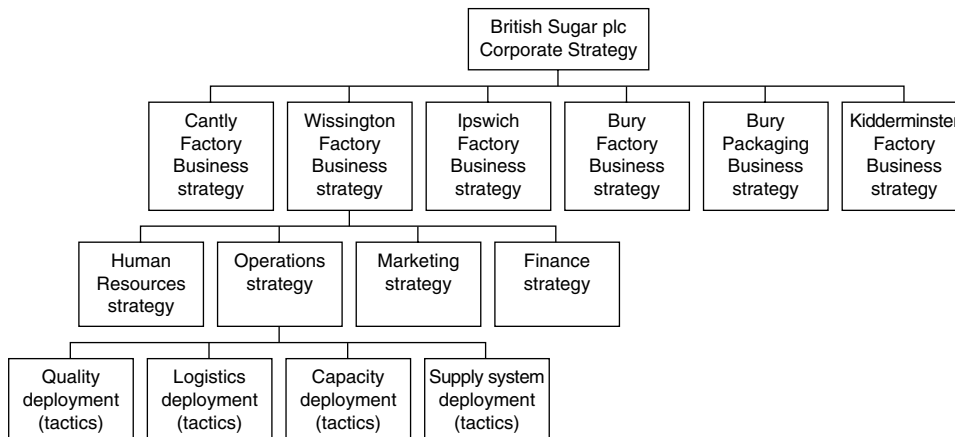 British Sugar plc
Corporate Strategy
Cantly
Factory
Business
strategy
Wissington
Factory
Business
strategy
Ipswich
Factory
Business
strategy
Bury
Factory
Business
strategy
Bury
Packaging
Business
strategy
Kidderminster
Factory
Business
strategy
Human
Resources
strategy
Operations
strategy
Marketing
strategy
Finance
strategy
Quality
deployment
(tactics)
Logistics
deployment
(tactics)
Capacity
deployment
(tactics)
Supply system
deployment
(tactics)